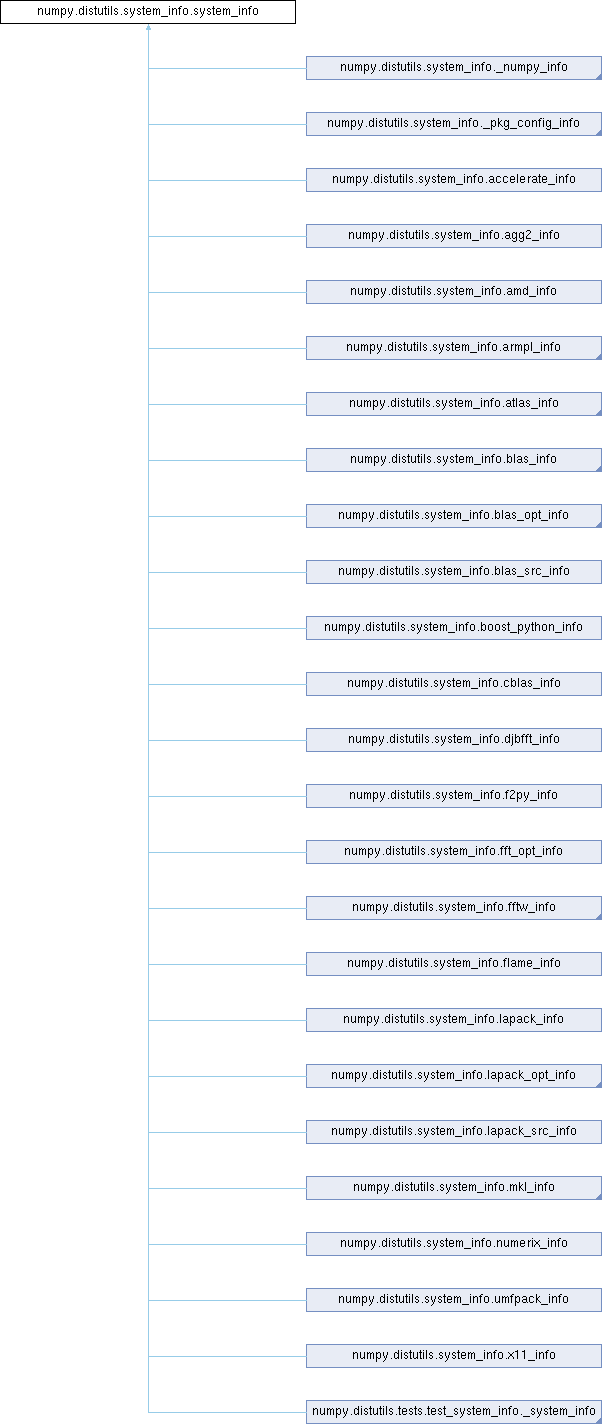 numpy.distutils.system_info.system_info
numpy.distutils.system_info._numpy_info
numpy.distutils.system_info._pkg_config_info
numpy.distutils.system_info.accelerate_info
numpy.distutils.system_info.agg2_info
numpy.distutils.system_info.amd_info
numpy.distutils.system_info.armpl_info
numpy.distutils.system_info.atlas_info
numpy.distutils.system_info.blas_info
numpy.distutils.system_info.blas_opt_info
numpy.distutils.system_info.blas_src_info
numpy.distutils.system_info.boost_python_info
numpy.distutils.system_info.cblas_info
numpy.distutils.system_info.djbfft_info
numpy.distutils.system_info.f2py_info
numpy.distutils.system_info.fft_opt_info
numpy.distutils.system_info.fftw_info
numpy.distutils.system_info.flame_info
numpy.distutils.system_info.lapack_info
numpy.distutils.system_info.lapack_opt_info
numpy.distutils.system_info.lapack_src_info
numpy.distutils.system_info.mkl_info
numpy.distutils.system_info.numerix_info
numpy.distutils.system_info.umfpack_info
numpy.distutils.system_info.x11_info
numpy.distutils.tests.test_system_info._system_info